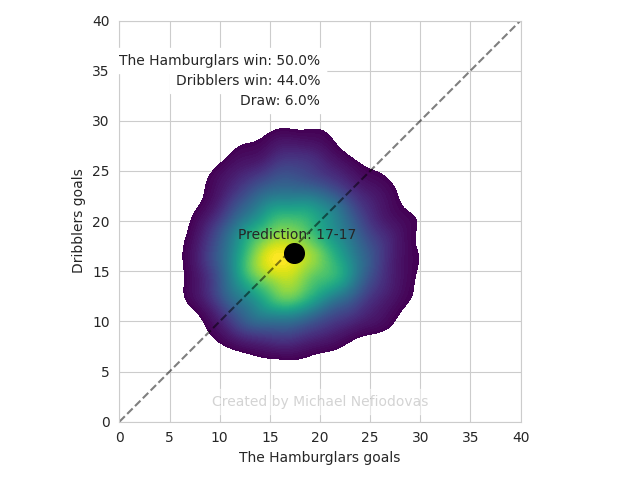 40
35
30
25
20
15
10
5
0
Dribblers goals
The Hamburglars win: 50.0%
Dribblers win: 44.0%
Draw: 6.0%
Prediction: 17-17
Created by Michael Nefiodovas
0 5 10 15 20 25 30 35 40
The Hamburglars goals